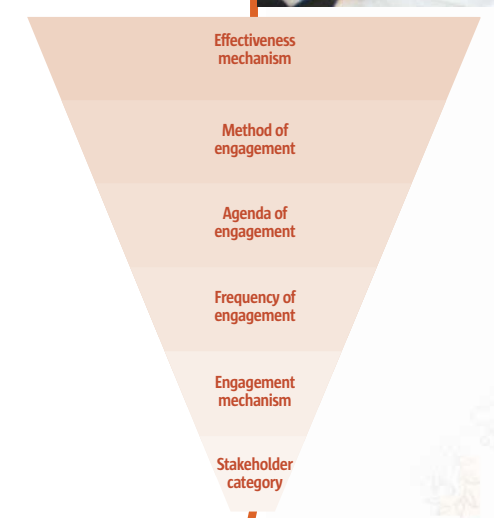 Effectiveness
mechanism
Method of
engagement
Agenda of
engagement
Frequency of
engagement
Engagement
mechanism
Stakeholder
category